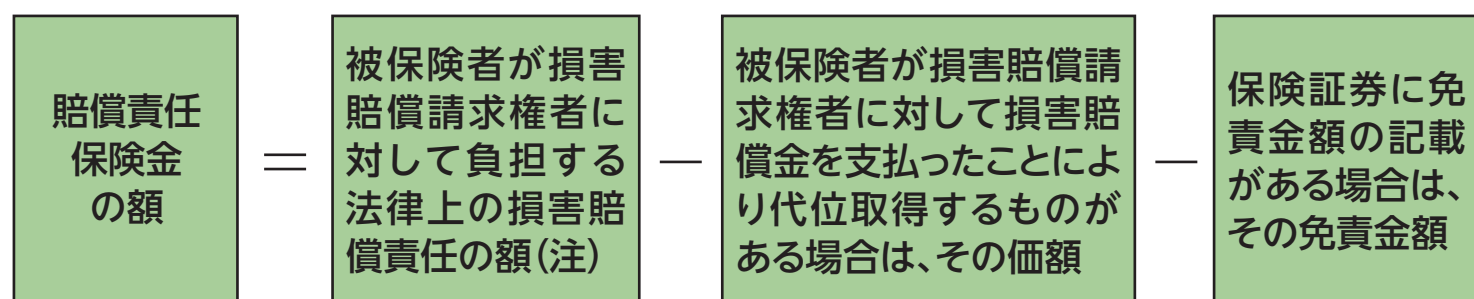 賠償責任
保険金
の額
＝
被保険者が損害
賠償請求権者に
対して負担する
法律上の損害賠
償責任の額(注)
－
被保険者が損害賠償請
求権者に対して損害賠
償金を支払ったことによ
り代位取得するものが
ある場合は、その価額
－
保険証券に免
責金額の記載
がある場合は、
その免責金額